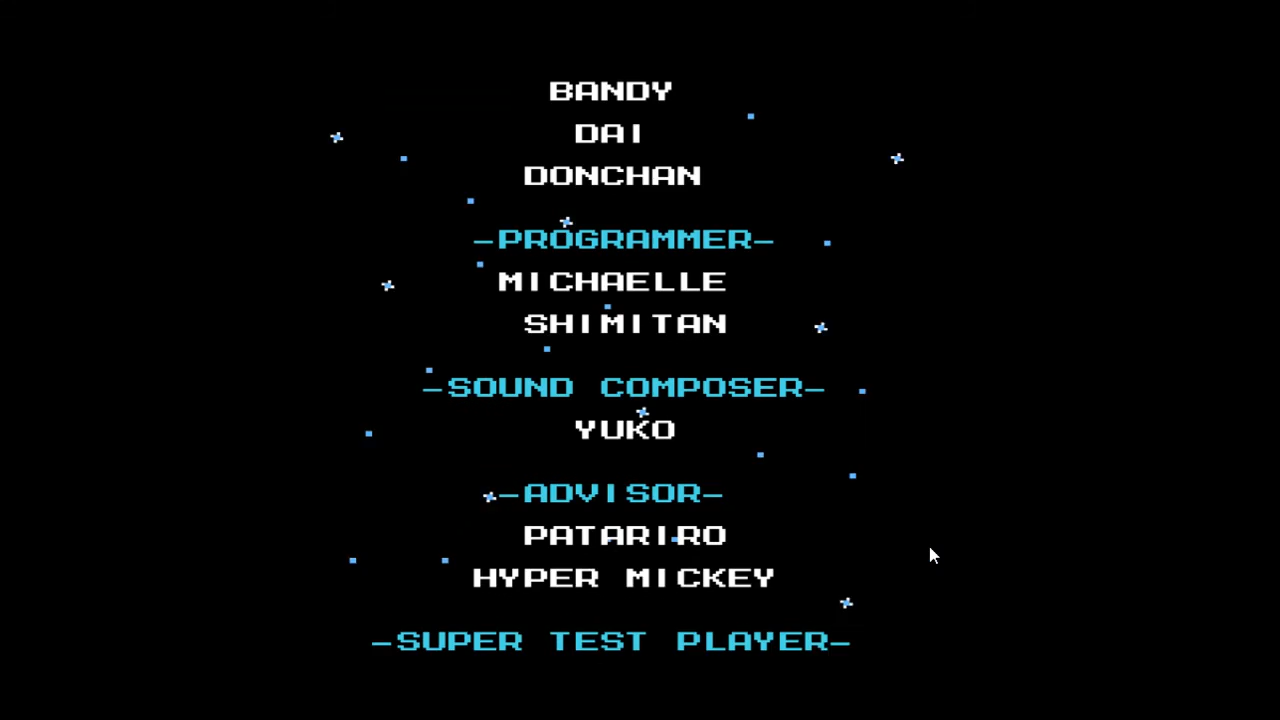 BANDY
DAI
DONCHAN
-PROGRAMMER-
MICHAELLE
SHIMITAN
-SOUND COMPOSER-
YUKO
-ADVISOR-
PATARIRO
HYPER MICKEY
-SUPER TEST PLAYER-